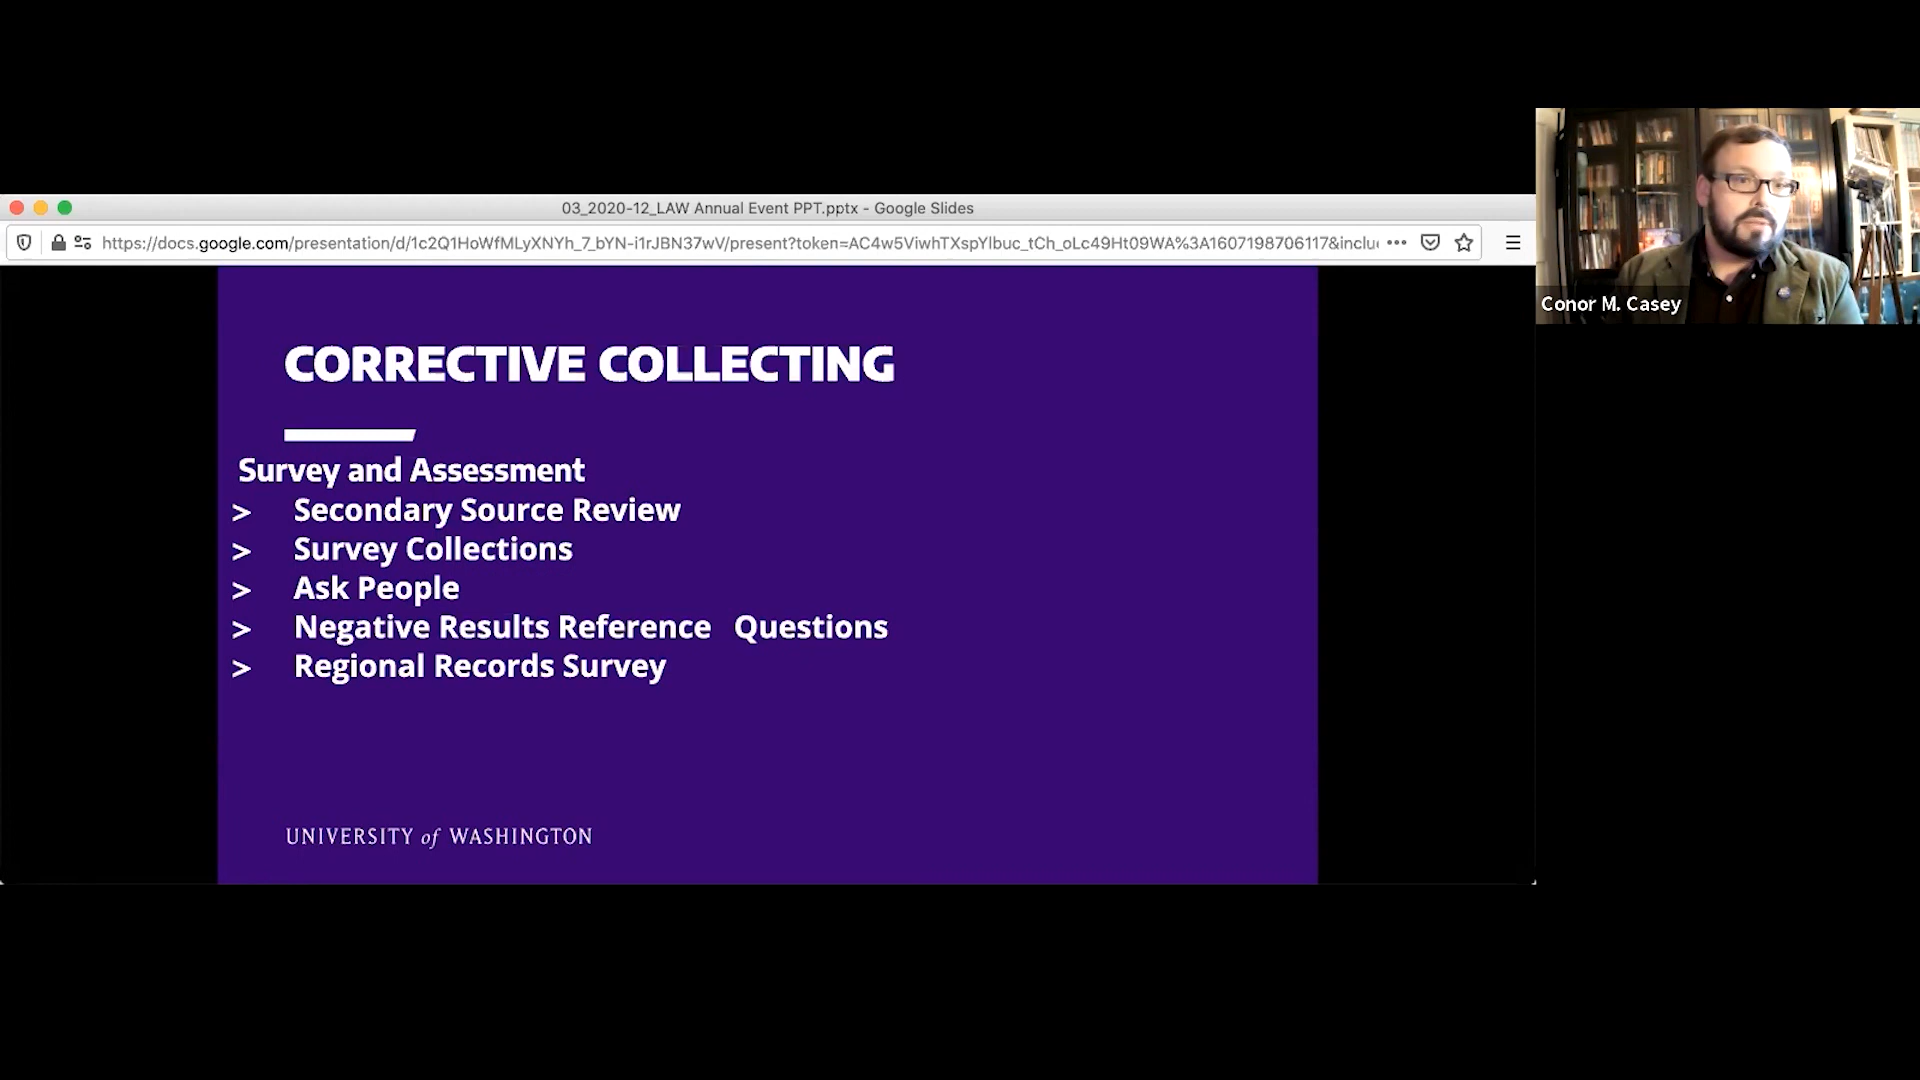 03_2020-12_LAW Annual Event PPT.pptx - Google Slides
https://docs.google.com/presentation/d/1c2Q1HoWfMLyXNYh_7_bYN-i1rJBN37wV/present?token=AC4w5ViwhTXspYlbuc_tCh_oLc49Ht09WA%3A1607198706117&inclu
Conor M. Casey
CORRECTIVE COLLECTING
Survey and Assessment
> Secondary Source Review
> Survey Collections
> Ask People
> Negative Results Reference Questions
> Regional Records Survey
UNIVERSITY of WASHINGTON